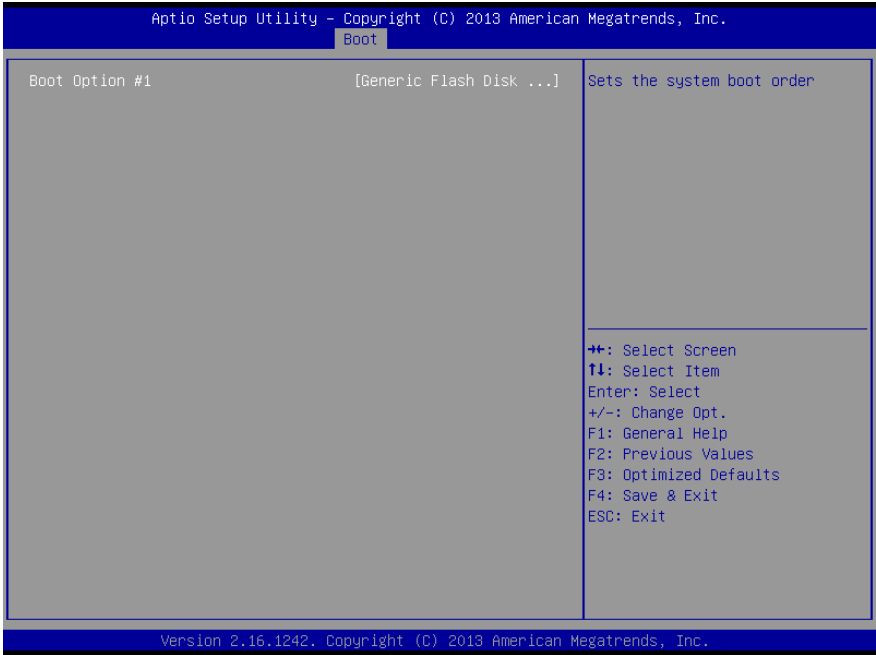 Aptio Setup Utility – Copyright (C) 2013 American Megatrends, Inc.
Boot
Boot Option #1 [Generic Flash Disk ...]
Sets the system boot order
→←: Select Screen
↑↓: Select Item
Enter: Select
+/-: Change Opt.
F1: General Help
F2: Previous Values
F3: Optimized Defaults
F4: Save & Exit
ESC: Exit
Version 2.16.1242. Copyright (C) 2013 American Megatrends, Inc.